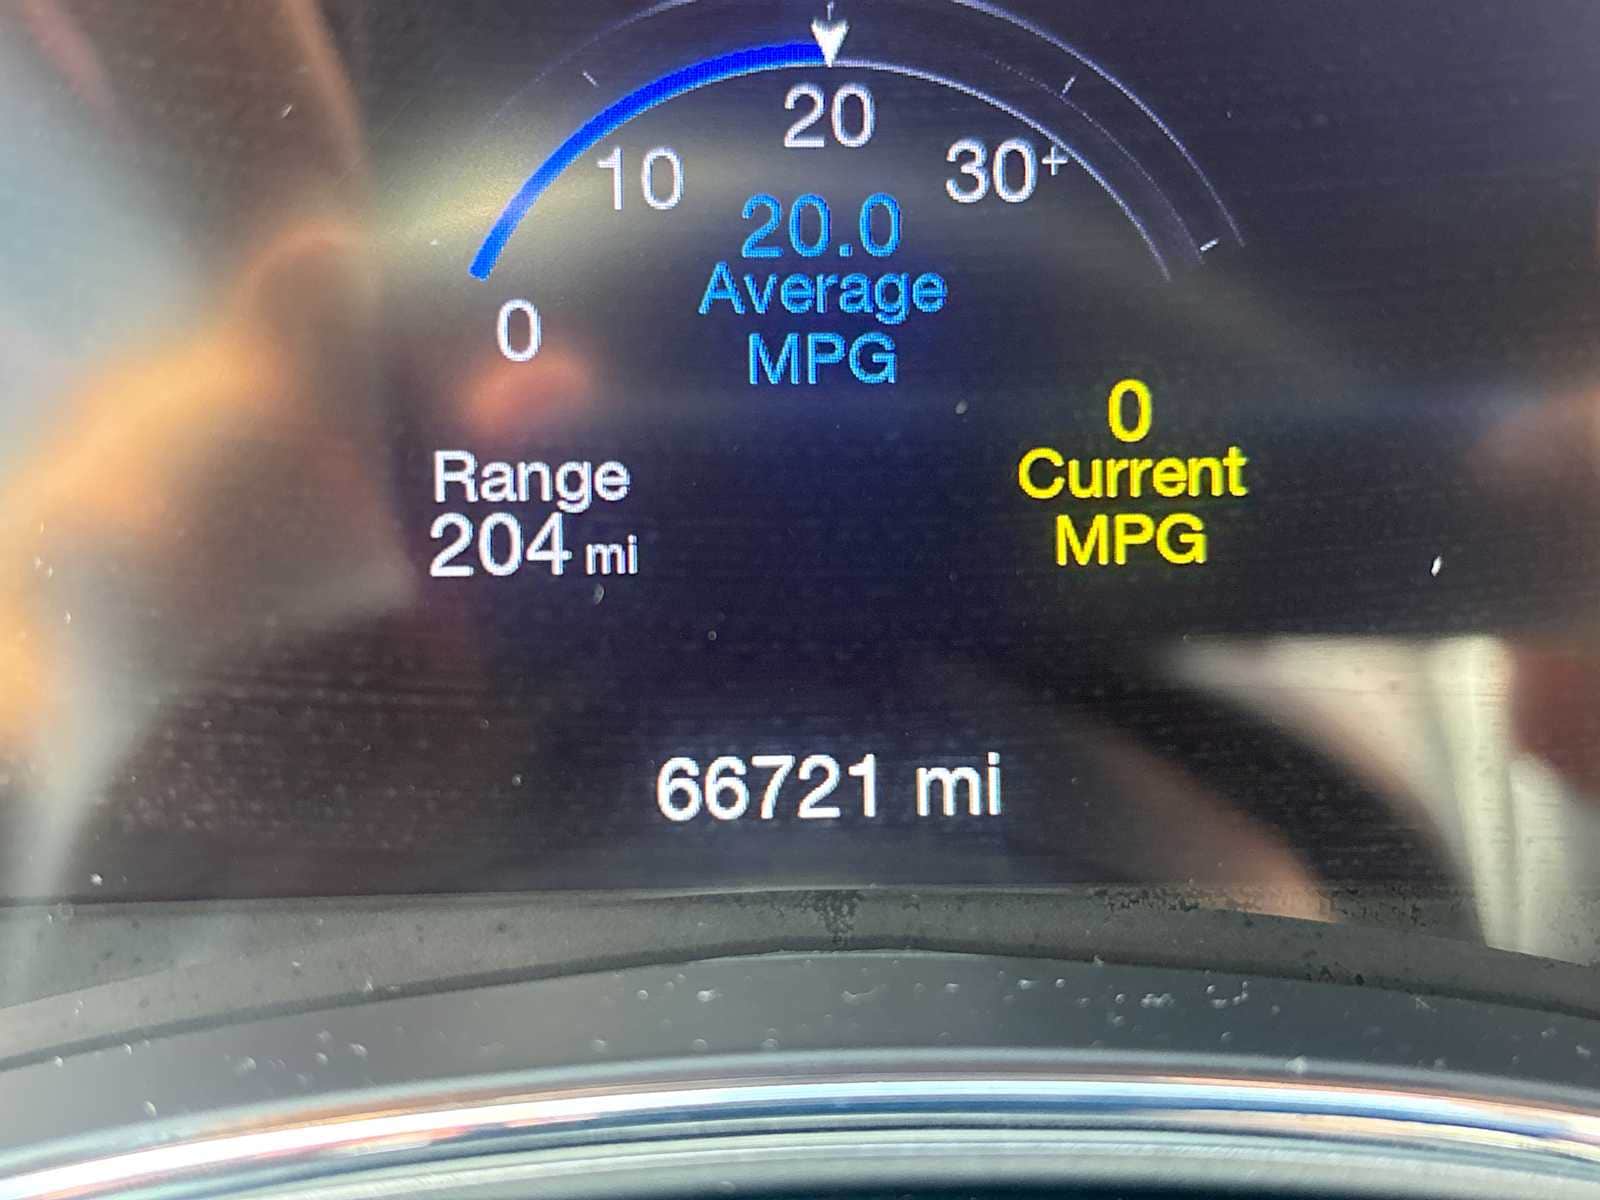 20
10
30+
20.0
Average
MPG
0
0
Range
Current
204 mi
MPG
66721 mi